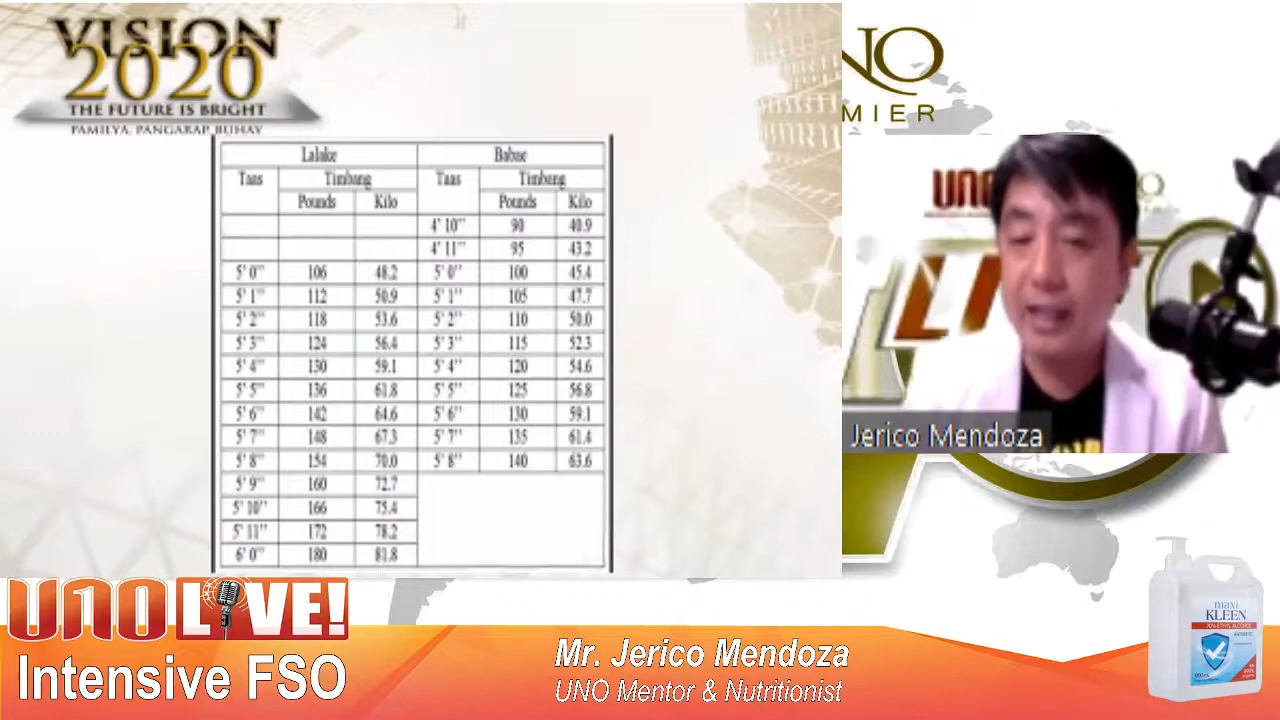 VISION
2020
THE FUTURE IS BRIGHT
PAMILYA, PANGARAP, BUHAY
Lalake Babae
Taas Timbang Taas Timbang
Pounds Kilo Pounds Kilo
4' 10" 90 40.9
4' 11" 95 43.2
5' 0" 106 48.2 5' 0" 100 45.4
5' 1" 112 50.9 5' 1" 105 47.7
5' 2" 118 53.6 5' 2" 110 50.0
5' 3" 124 56.4 5' 3" 115 52.3
5' 4" 130 59.1 5' 4" 120 54.6
5' 5" 136 61.8 5' 5" 125 56.8
5' 6" 142 64.6 5' 6" 130 59.1
5' 7" 148 67.3 5' 7" 135 61.4
5' 8" 154 70.0 5' 8" 140 63.6
5' 9" 160 72.7
5' 10" 166 75.4
5' 11" 172 78.2
6' 0" 180 81.8
NO
MIER
UNO
LI
Jerico Mendoza
UNO LIVE!
Intensive FSO
Mr. Jerico Mendoza
UNO Mentor & Nutritionist
maxi
KLEEN
70% ETHYL ALCOHOL